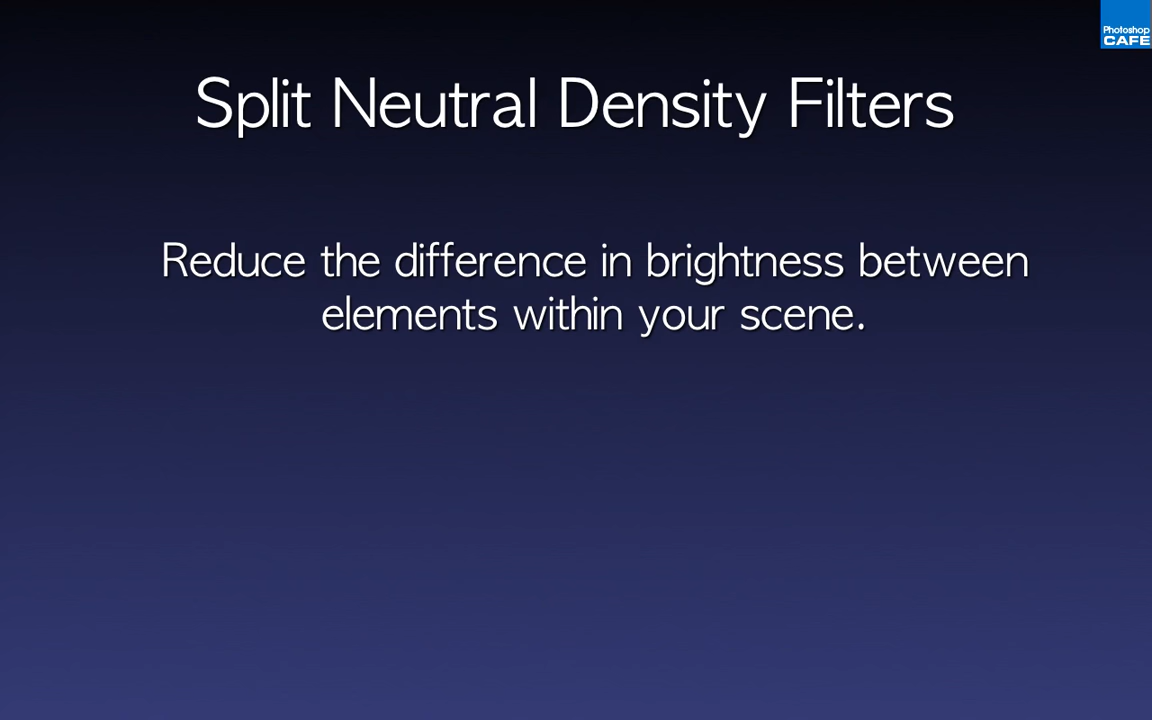 Photoshop
CAFE
Split Neutral Density Filters
Reduce the difference in brightness between
elements within your scene.